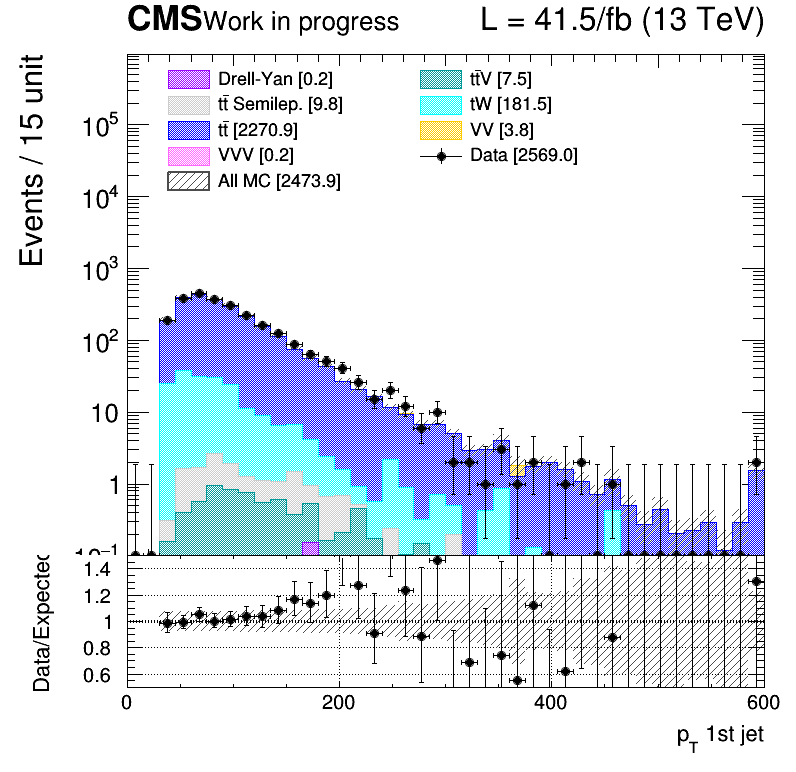 CMS Work in progress L = 41.5/fb (13 TeV)
Events / 15 unit
Drell-Yan [0.2]
tt̄ Semilep. [9.8]
tt̄ [2270.9]
VVV [0.2]
All MC [2473.9]
tt̄V [7.5]
tW [181.5]
VV [3.8]
Data [2569.0]
10⁵
10⁴
10³
10²
10
1
10⁻¹
Data/Expected
1.4
1.2
1
0.8
0.6
0 200 400 600
p_T 1st jet